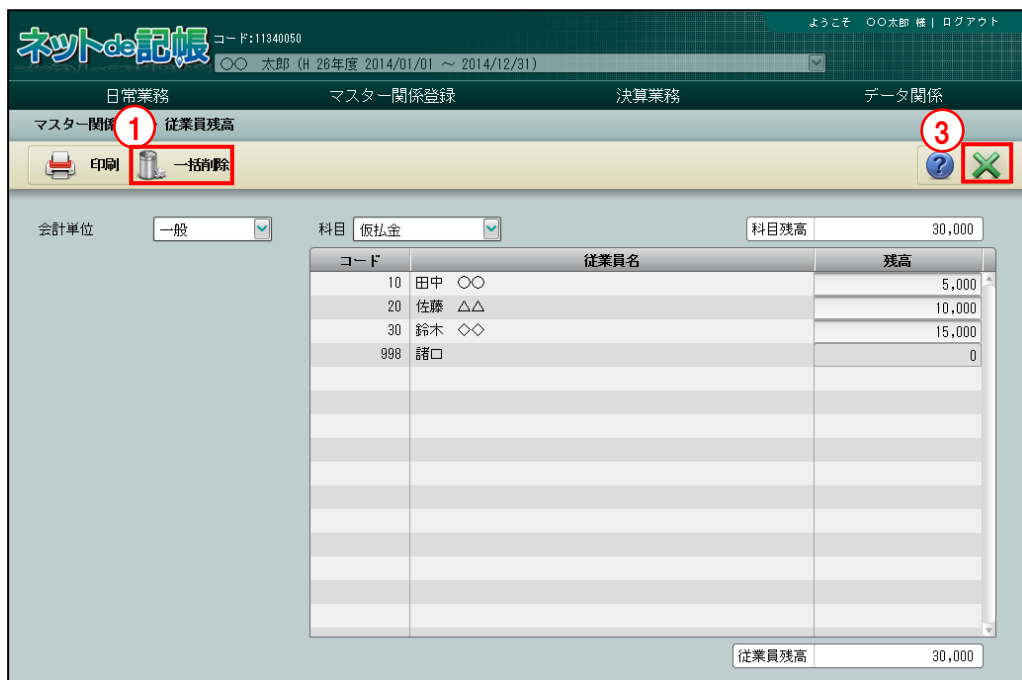 ようこそ ○○太郎 様 | ログアウト
ネットde記帳 コード:11340050
○○ 太郎 (H 26年度 2014/01/01 ～ 2014/12/31)
日常業務 マスター関係登録 決算業務 データ関係
マスター関係 従業員残高
① ③
印刷 一括削除 ?
会計単位 一般 科目 仮払金 科目残高 30,000
コード 従業員名 残高
10 田中 ○○ 5,000
20 佐藤 △△ 10,000
30 鈴木 ◇◇ 15,000
998 諸口 0
従業員残高 30,000